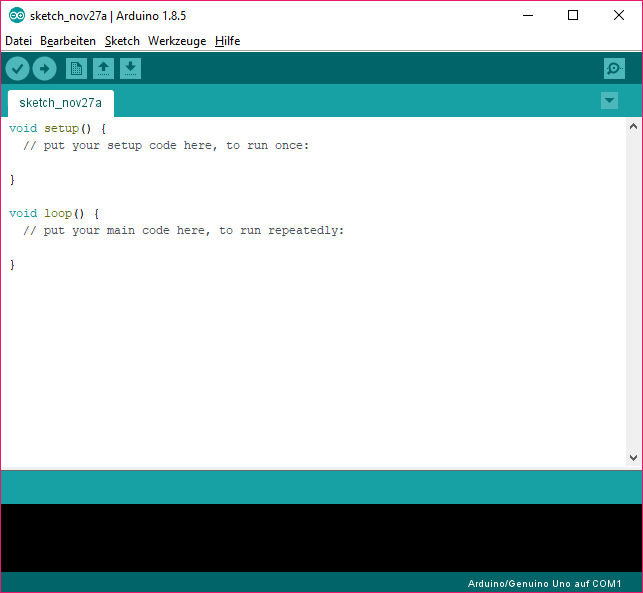 sketch_nov27a | Arduino 1.8.5
Datei Bearbeiten Sketch Werkzeuge Hilfe
sketch_nov27a
void setup() {
  // put your setup code here, to run once:
}
void loop() {
  // put your main code here, to run repeatedly:
}
Arduino/Genuino Uno auf COM1